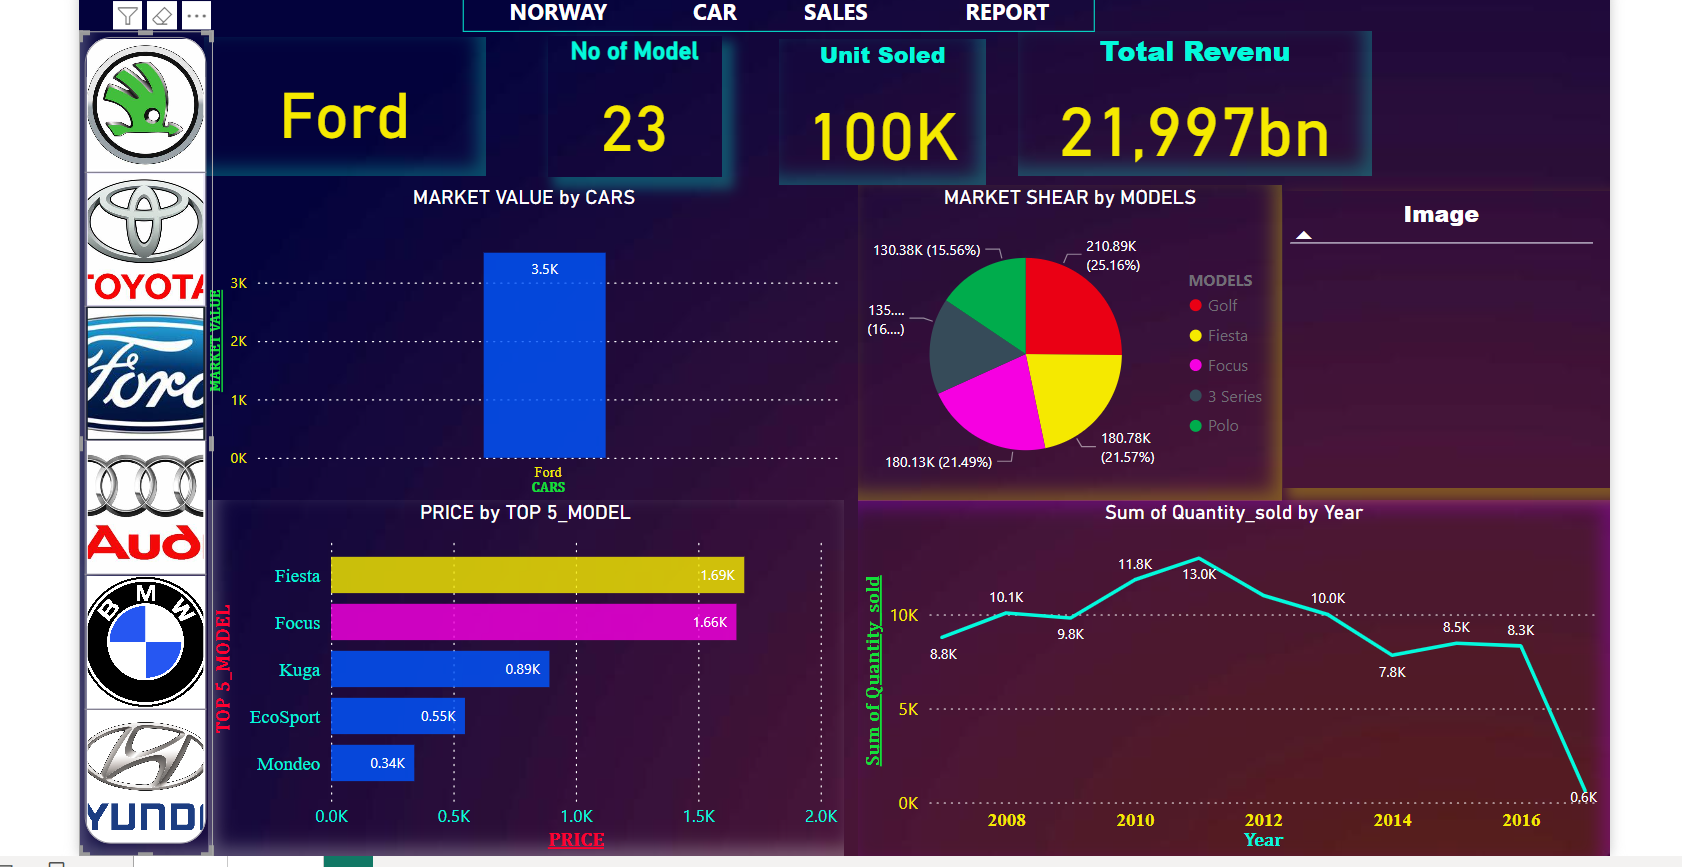 NORWAY CAR SALES REPORT
Ford
No of Model
23
Unit Soled
100K
Total Revenu
21,997bn
TOYOTA
Ford
Aud
BMW
YUNDI
MARKET VALUE by CARS
MARKET VALUE
3K
2K
1K
0K
3.5K
Ford
CARS
MARKET SHEAR by MODELS
130.38K (15.56%)
210.89K
(25.16%)
135....
(16....)
180.13K (21.49%)
180.78K
(21.57%)
MODELS
Golf
Fiesta
Focus
3 Series
Polo
Image
PRICE by TOP 5_MODEL
TOP 5_MODEL
Fiesta 1.69K
Focus 1.66K
Kuga 0.89K
EcoSport 0.55K
Mondeo 0.34K
0.0K 0.5K 1.0K 1.5K 2.0K
PRICE
Sum of Quantity_sold by Year
Sum of Quantity_sold
10K
5K
0K
8.8K
10.1K
9.8K
11.8K
13.0K
10.0K
7.8K
8.5K
8.3K
0.6K
2008 2010 2012 2014 2016
Year